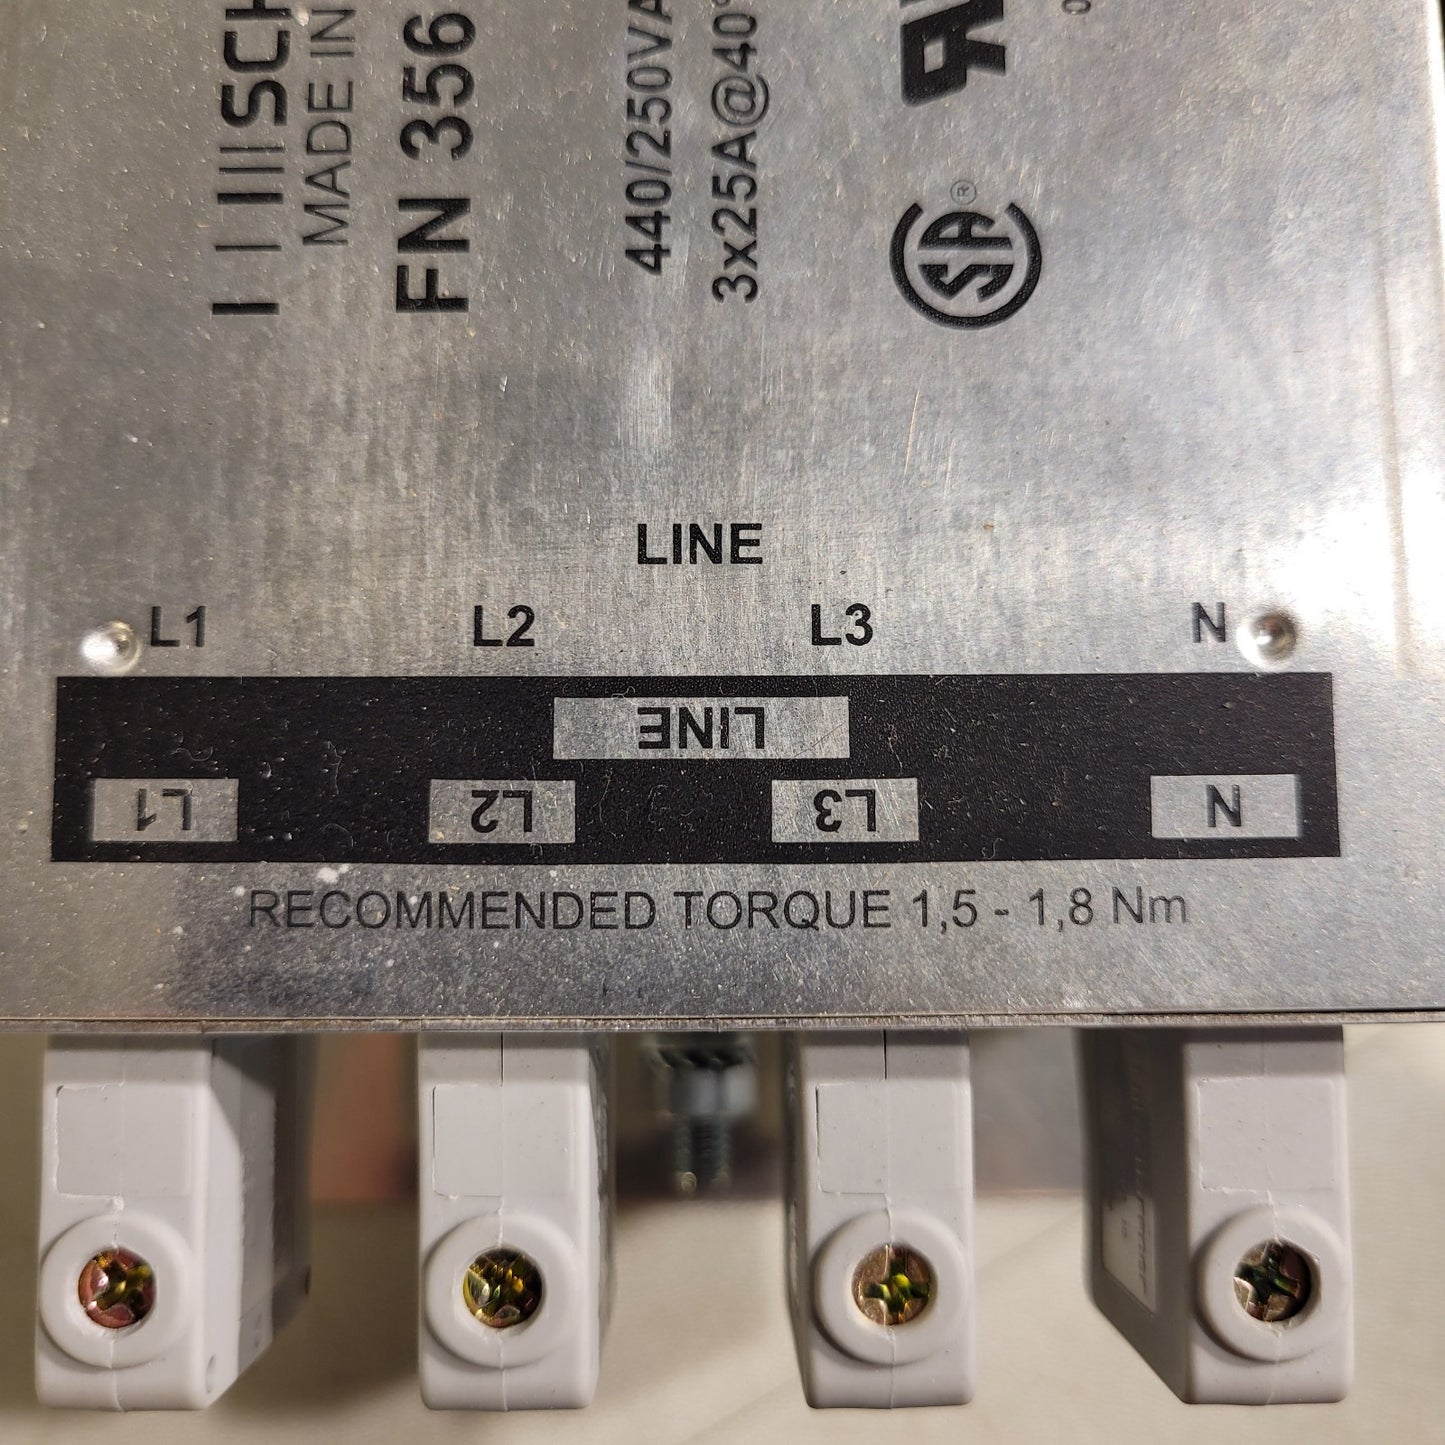 SCH
MADE IN
FN 356
440/250VA
3x25A@40°
SA®
LINE
L1 L2 L3 N
LINE
L1 L2 L3 N
RECOMMENDED TORQUE 1,5 - 1,8 Nm